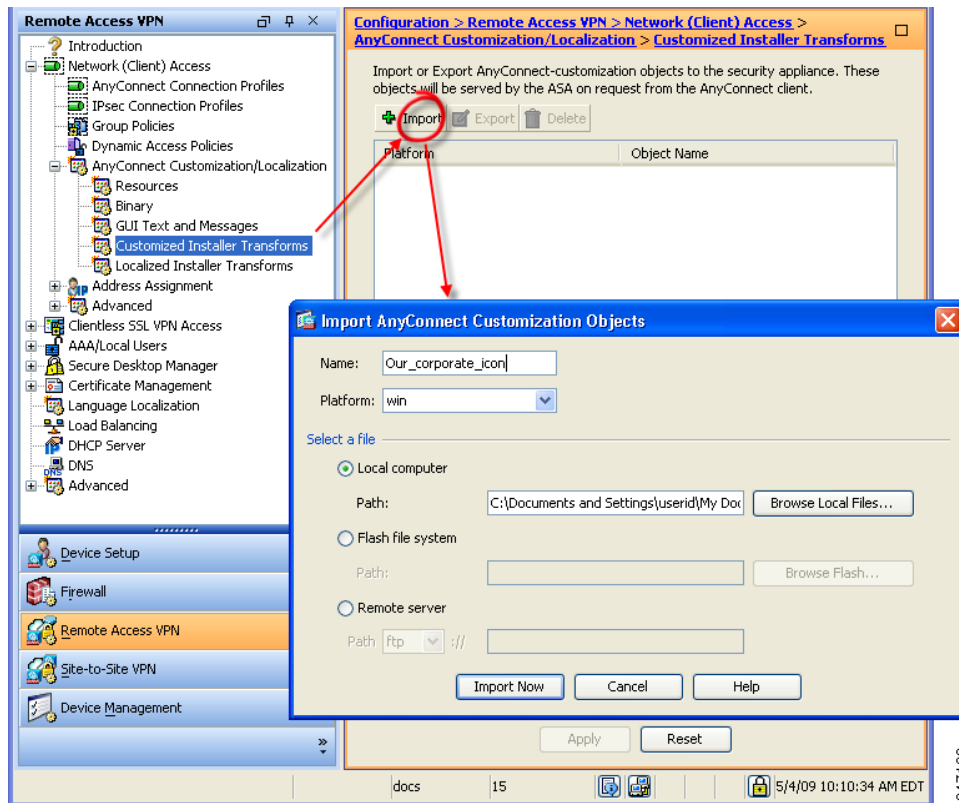 Remote Access VPN
Introduction
Network (Client) Access
AnyConnect Connection Profiles
IPsec Connection Profiles
Group Policies
Dynamic Access Policies
AnyConnect Customization/Localization
Resources
Binary
GUI Text and Messages
Customized Installer Transforms
Localized Installer Transforms
Address Assignment
Advanced
Clientless SSL VPN Access
AAA/Local Users
Secure Desktop Manager
Certificate Management
Language Localization
Load Balancing
DHCP Server
DNS
Advanced
Device Setup
Firewall
Remote Access VPN
Site-to-Site VPN
Device Management
Configuration > Remote Access VPN > Network (Client) Access >
AnyConnect Customization/Localization > Customized Installer Transforms
Import or Export AnyConnect-customization objects to the security appliance. These
objects will be served by the ASA on request from the AnyConnect client.
Import Export Delete
Platform Object Name
Import AnyConnect Customization Objects
Name: Our_corporate_icon
Platform: win
Select a file
Local computer
Path: C:\Documents and Settings\userid\My Doc Browse Local Files...
Flash file system
Path: Browse Flash...
Remote server
Path ftp ://
Import Now Cancel Help
Apply Reset
docs 15 5/4/09 10:10:34 AM EDT